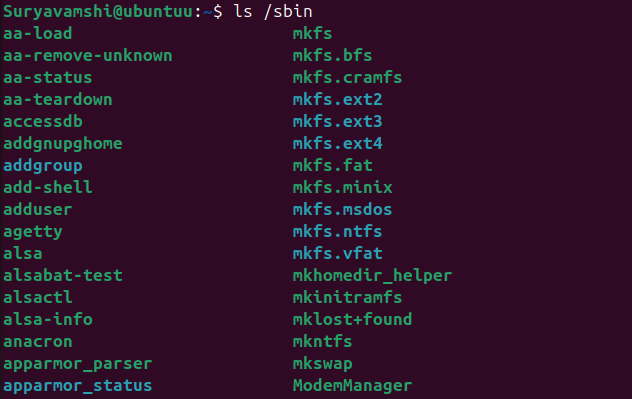 Suryavamshi@ubuntuu:~$ ls /sbin
aa-load mkfs
aa-remove-unknown mkfs.bfs
aa-status mkfs.cramfs
aa-teardown mkfs.ext2
accessdb mkfs.ext3
addgnupghome mkfs.ext4
addgroup mkfs.fat
add-shell mkfs.minix
adduser mkfs.msdos
agetty mkfs.ntfs
alsa mkfs.vfat
alsabat-test mkhomedir_helper
alsactl mkinitramfs
alsa-info mklost+found
anacron mkntfs
apparmor_parser mkswap
apparmor_status ModemManager